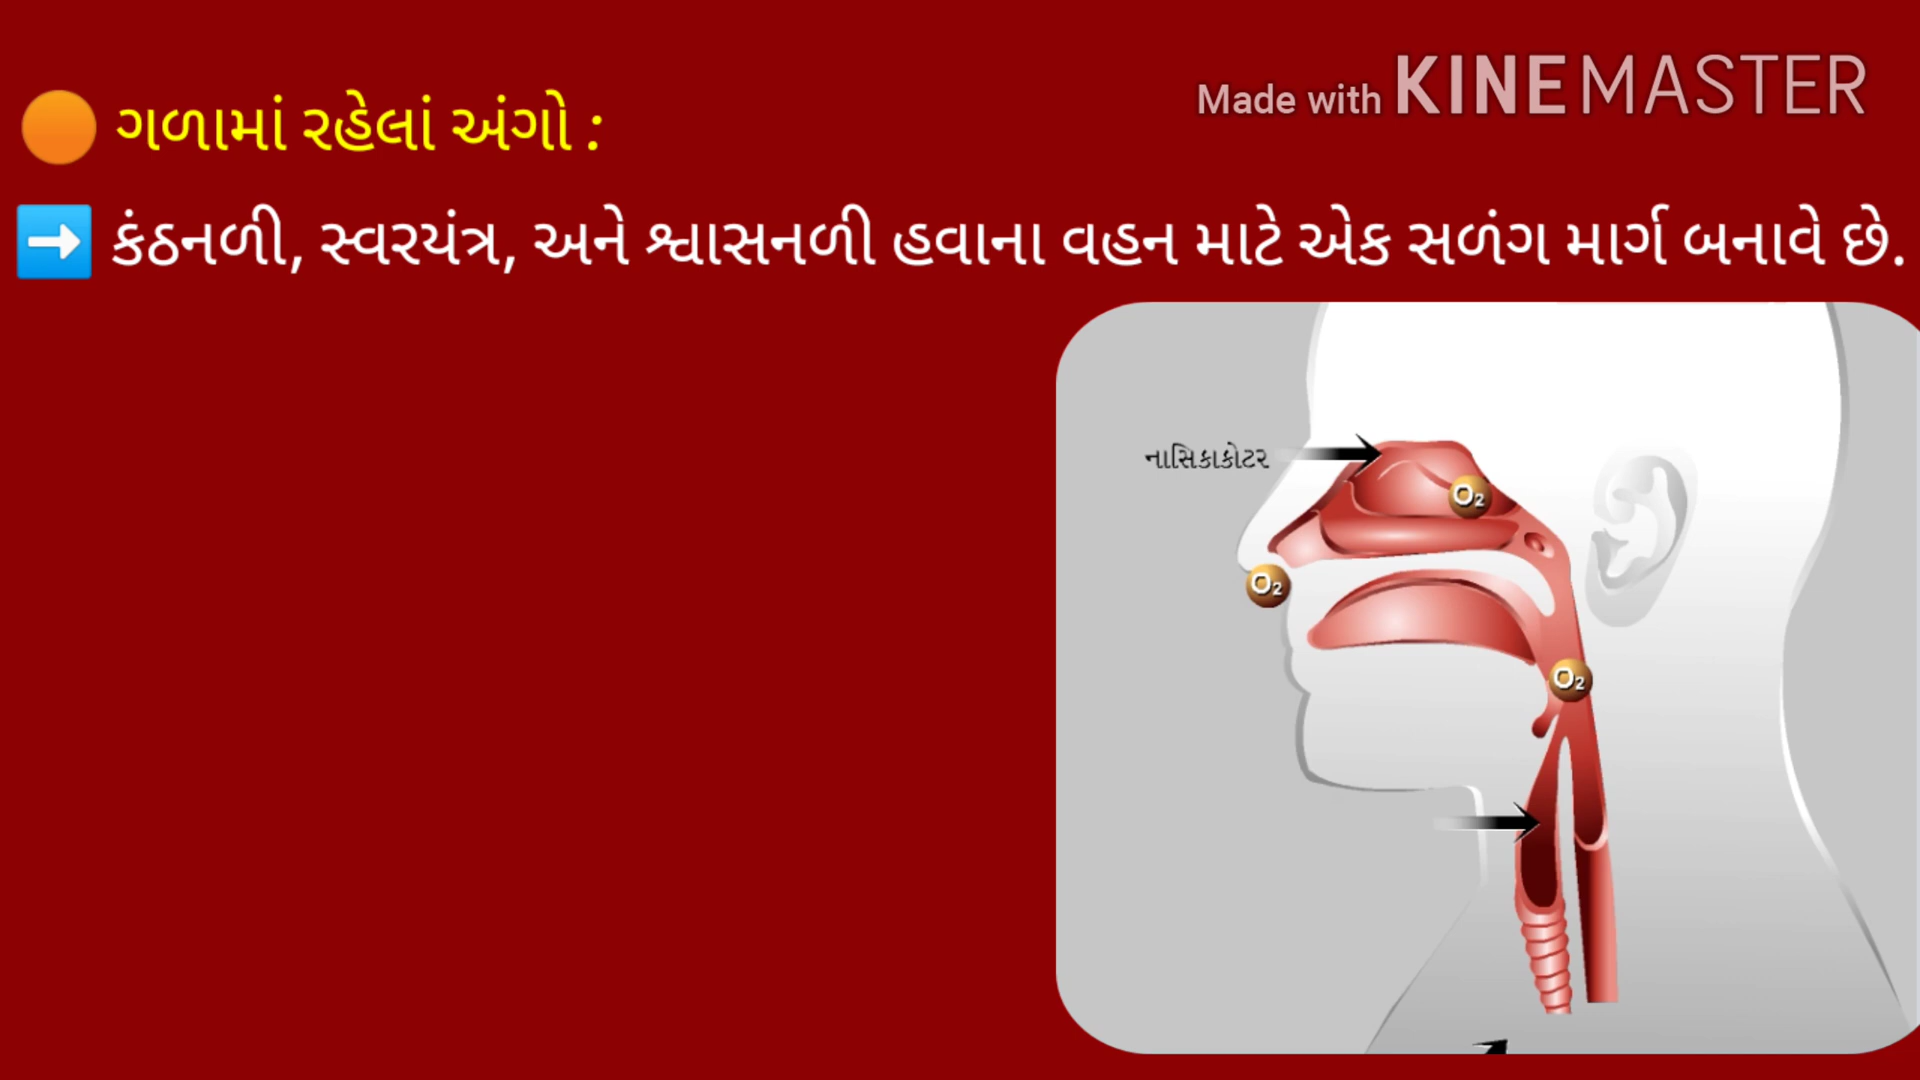 Made with KINEMASTER
ગળામાં રહેલાં અંગો :
કંઠનળી, સ્વરયંત્ર, અને શ્વાસનળી હવાના વહન માટે એક સળંગ માર્ગ બનાવે છે.
નાસિકાકોટર
O₂
O₂
O₂